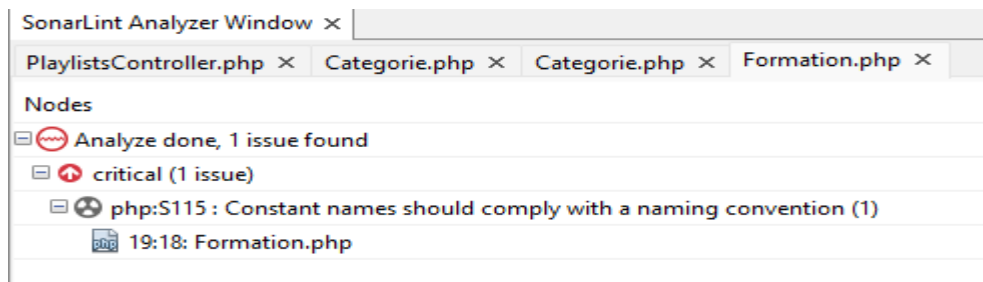 SonarLint Analyzer Window ×
PlaylistsController.php × Categorie.php × Categorie.php × Formation.php ×
Nodes
Analyze done, 1 issue found
critical (1 issue)
php:S115 : Constant names should comply with a naming convention (1)
php 19:18: Formation.php